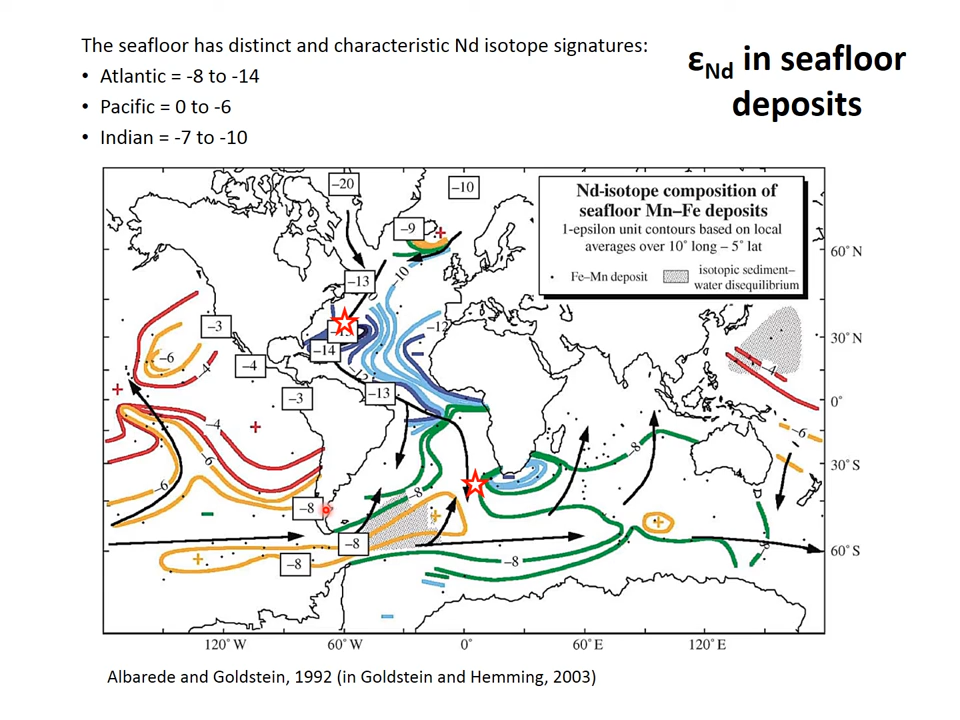 The seafloor has distinct and characteristic Nd isotope signatures:
• Atlantic = -8 to -14
• Pacific = 0 to -6
• Indian = -7 to -10
εNd in seafloor
deposits
Nd-isotope composition of
seafloor Mn–Fe deposits
1-epsilon unit contours based on local
averages over 10° long – 5° lat
Fe–Mn deposit
isotopic sediment–
water disequilibrium
–20
–10
–9
+
60° N
–10
–13
–3
–12
30° N
–14
–6
–4
–4
–4
+
–3
–13
0°
–4
+
–6
–8
–6
30° S
–6
–8
–8
+
+
–8
60° S
+
–8
–8
120° W
60° W
0°
60° E
120° E
Albarede and Goldstein, 1992 (in Goldstein and Hemming, 2003)